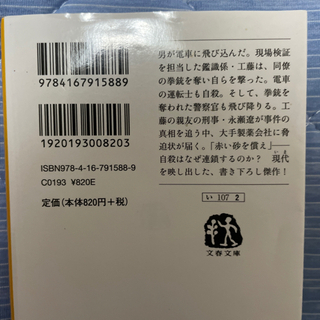 9784167915889
1920193008203
ISBN978-4-16-791588-9
C0193 ¥820E
定価(本体820円+税)
男が電車に飛び込んだ。現場検証
を担当した鑑識係・工藤は、同僚
の拳銃を奪い自らを撃った。電車
の運転士も自殺。そして、拳銃を
奪われた警察官も飛び降りる。工
藤の親友の刑事・永瀬遼が事件の
真相を追う中、大手製薬会社に脅
迫状が届く。「赤い砂を償え」――
自殺はなぜ連鎖するのか? 現代
を映し出した、書き下ろし傑作!
い 107 2
文春文庫